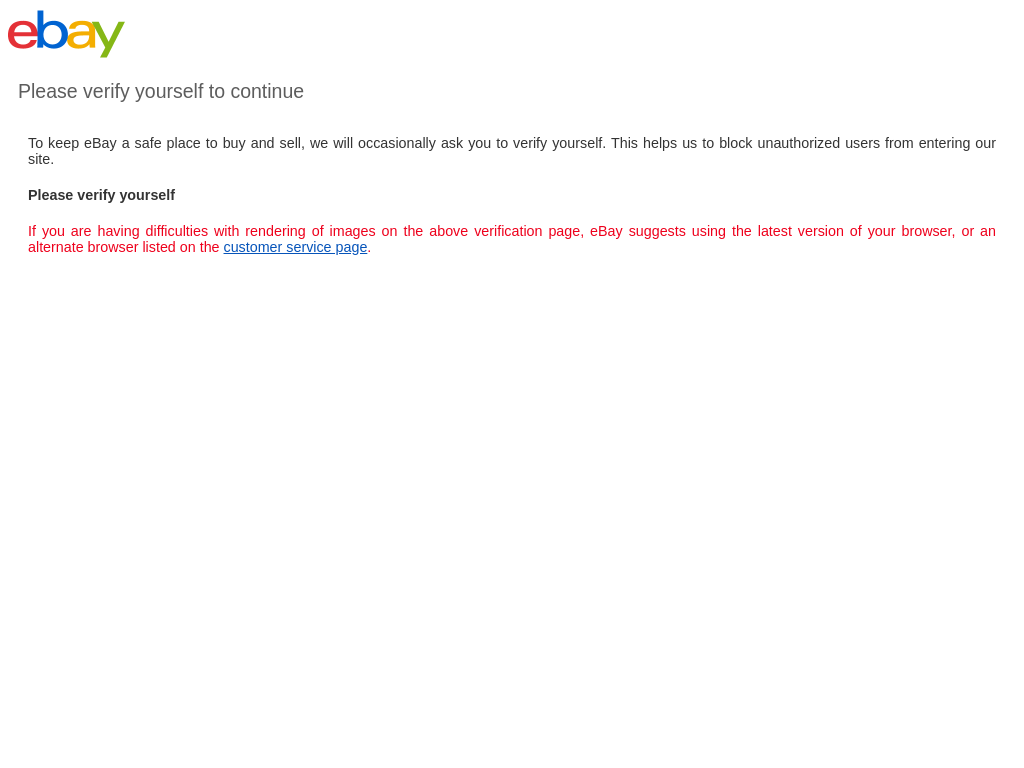 ebay
Please verify yourself to continue
To keep eBay a safe place to buy and sell, we will occasionally ask you to verify yourself. This helps us to block unauthorized users from entering our
site.
Please verify yourself
If you are having difficulties with rendering of images on the above verification page, eBay suggests using the latest version of your browser, or an
alternate browser listed on the customer service page.